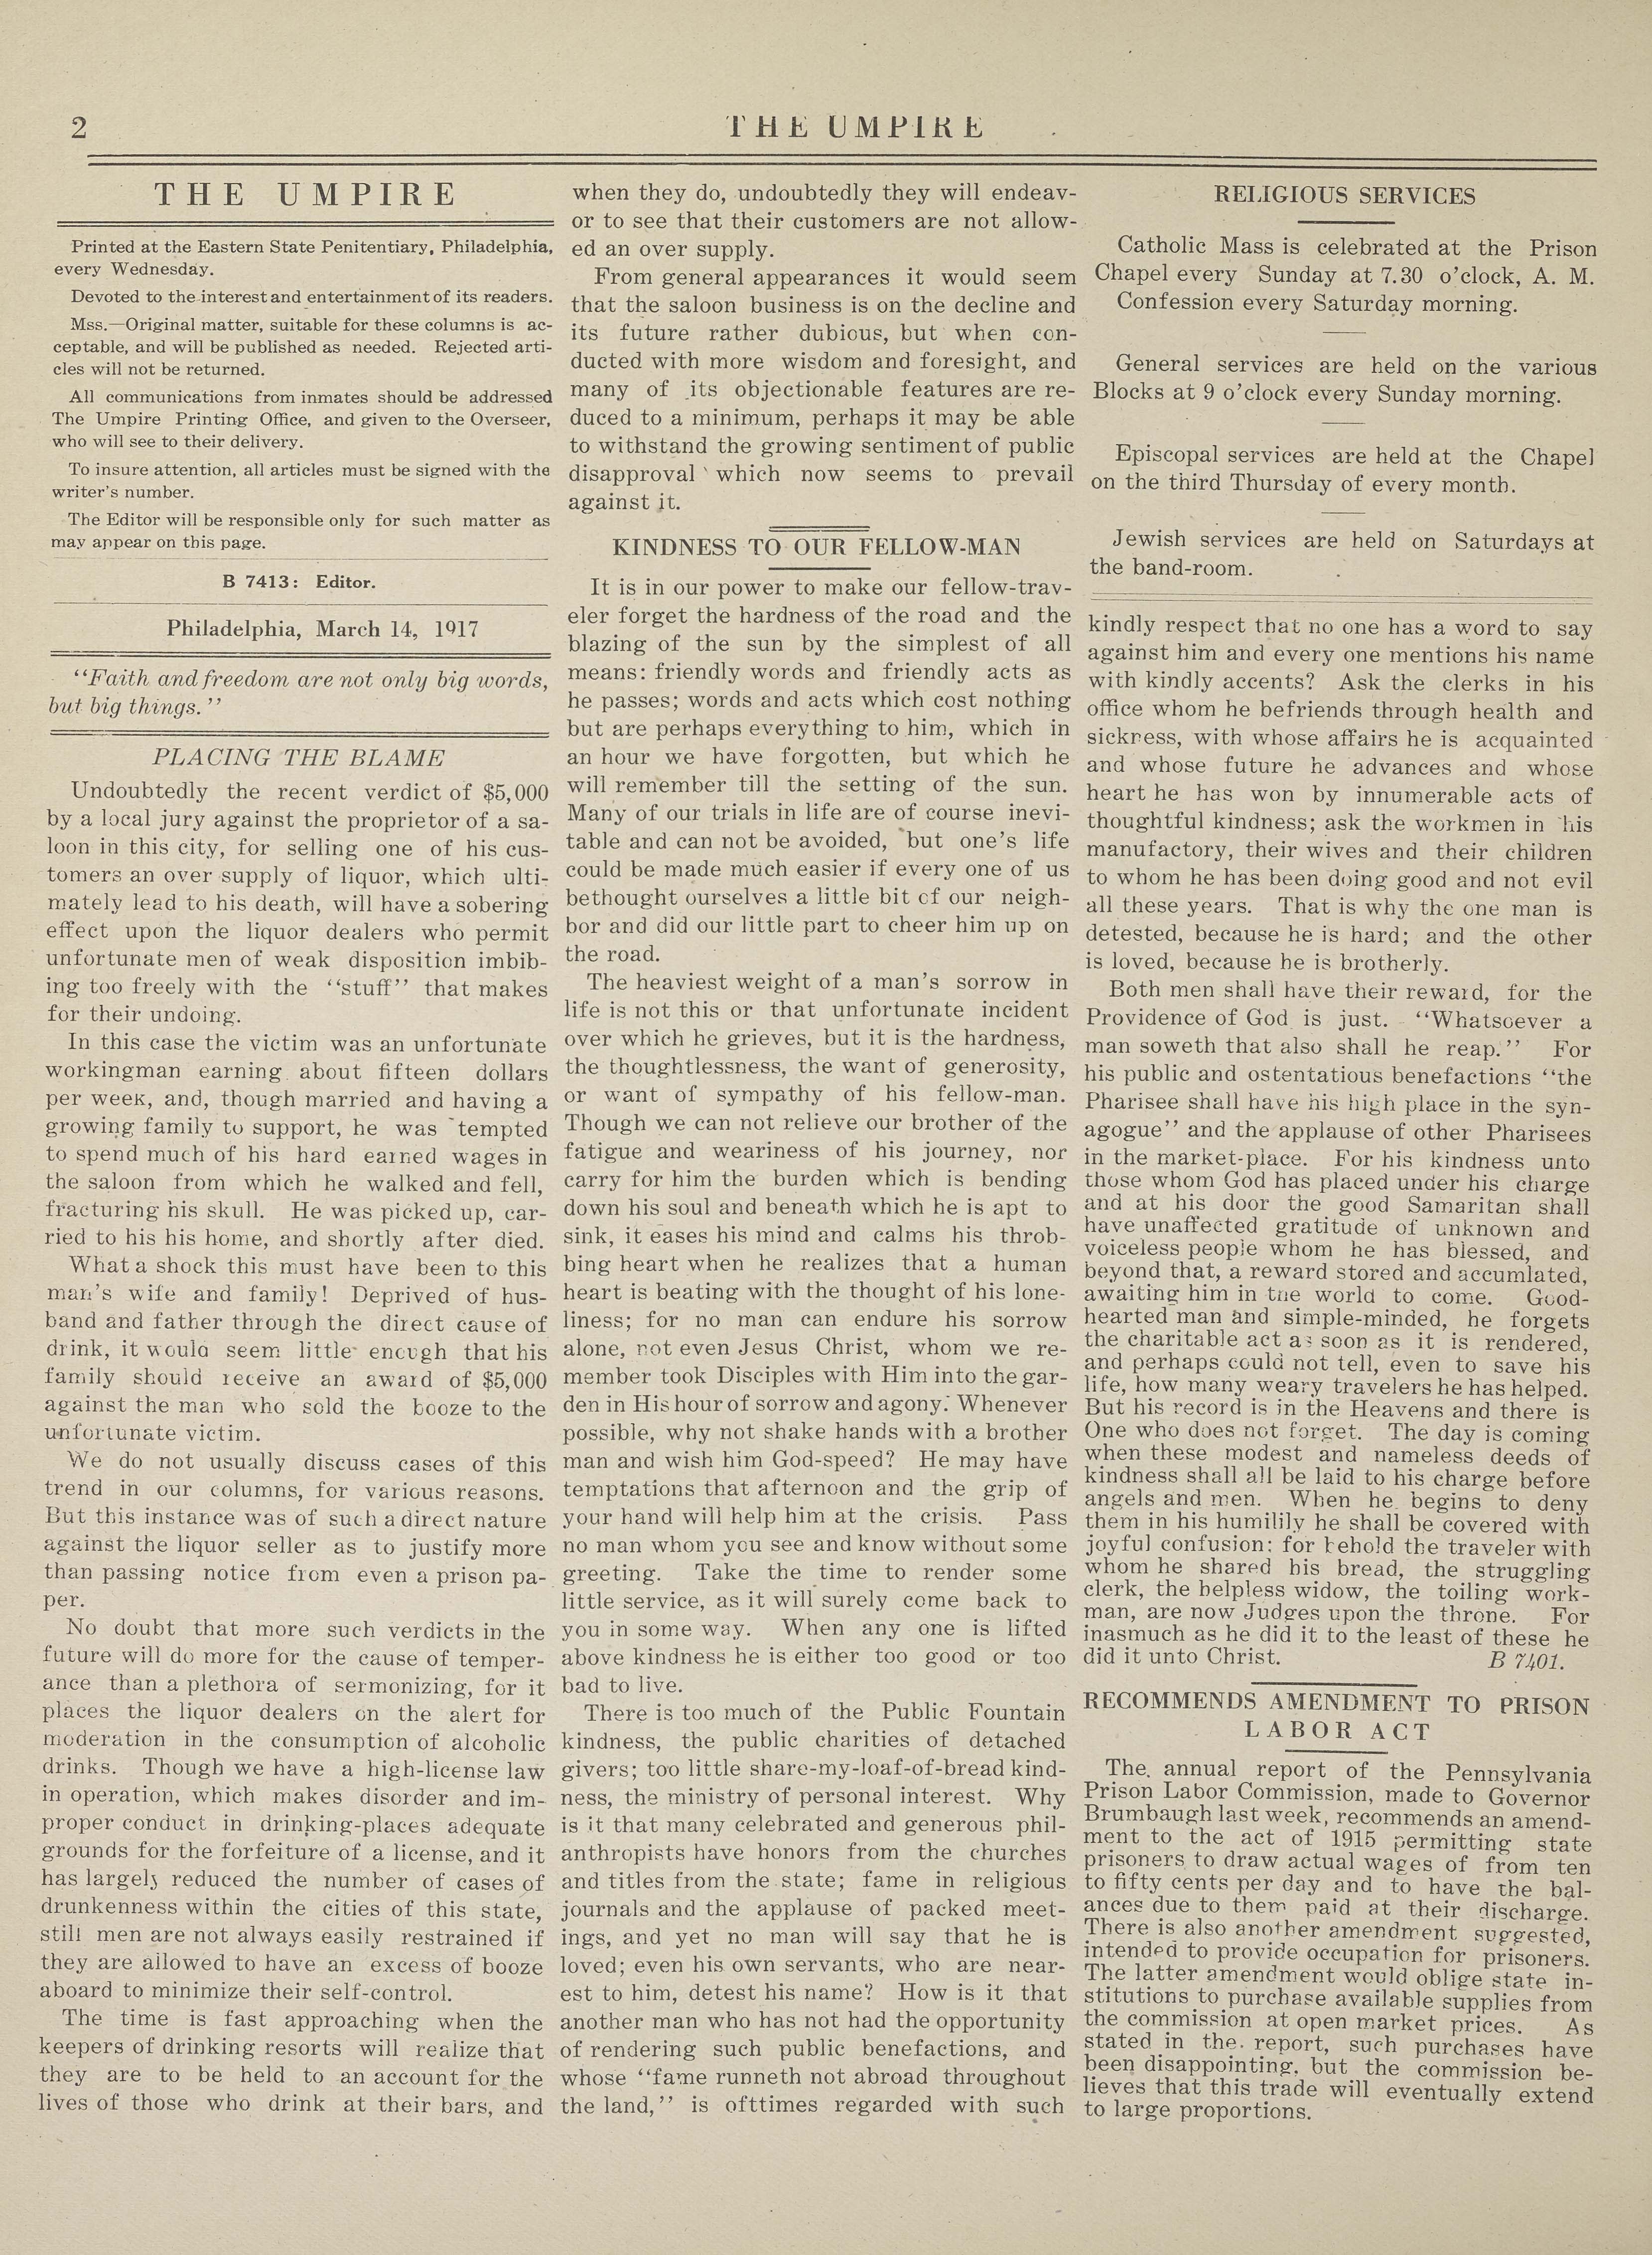 2
THE UMPIRE
THE UMPIRE
Printed at the Eastern State Penitentiary, Philadelphia,
every Wednesday.
Devoted to the interest and entertainment of its readers.
Mss.—Original matter, suitable for these columns is ac-
ceptable, and will be published as needed. Rejected arti-
cles will not be returned.
All communications from inmates should be addressed
The Umpire Printing Office, and given to the Overseer,
who will see to their delivery.
To insure attention, all articles must be signed with the
writer's number.
The Editor will be responsible only for such matter as
may appear on this page.
B 7413: Editor.
Philadelphia, March 14, 1917
"Faith and freedom are not only big words,
but big things."
PLACING THE BLAME
Undoubtedly the recent verdict of $5,000
by a local jury against the proprietor of a sa-
loon in this city, for selling one of his cus-
tomers an over supply of liquor, which ulti-
mately lead to his death, will have a sobering
effect upon the liquor dealers who permit
unfortunate men of weak disposition imbib-
ing too freely with the "stuff" that makes
for their undoing.
In this case the victim was an unfortunate
workingman earning about fifteen dollars
per week, and, though married and having a
growing family to support, he was tempted
to spend much of his hard earned wages in
the saloon from which he walked and fell,
fracturing his skull. He was picked up, car-
ried to his his home, and shortly after died.
What a shock this must have been to this
man's wife and family! Deprived of hus-
band and father through the direct cause of
drink, it would seem little enough that his
family should receive an award of $5,000
against the man who sold the booze to the
unfortunate victim.
We do not usually discuss cases of this
trend in our columns, for various reasons.
But this instance was of such a direct nature
against the liquor seller as to justify more
than passing notice from even a prison pa-
per.
No doubt that more such verdicts in the
future will do more for the cause of temper-
ance than a plethora of sermonizing, for it
places the liquor dealers on the alert for
moderation in the consumption of alcoholic
drinks. Though we have a high-license law
in operation, which makes disorder and im-
proper conduct in drinking-places adequate
grounds for the forfeiture of a license, and it
has largely reduced the number of cases of
drunkenness within the cities of this state,
still men are not always easily restrained if
they are allowed to have an excess of booze
aboard to minimize their self-control.
The time is fast approaching when the
keepers of drinking resorts will realize that
they are to be held to an account for the
lives of those who drink at their bars, and
when they do, undoubtedly they will endeav-
or to see that their customers are not allow-
ed an over supply.
From general appearances it would seem
that the saloon business is on the decline and
its future rather dubious, but when con-
ducted with more wisdom and foresight, and
many of its objectionable features are re-
duced to a minimum, perhaps it may be able
to withstand the growing sentiment of public
disapproval which now seems to prevail
against it.
KINDNESS TO OUR FELLOW-MAN
It is in our power to make our fellow-trav-
eler forget the hardness of the road and the
blazing of the sun by the simplest of all
means: friendly words and friendly acts as
he passes; words and acts which cost nothing
but are perhaps everything to him, which in
an hour we have forgotten, but which he
will remember till the setting of the sun.
Many of our trials in life are of course inevi-
table and can not be avoided, but one's life
could be made much easier if every one of us
bethought ourselves a little bit of our neigh-
bor and did our little part to cheer him up on
the road.
The heaviest weight of a man's sorrow in
life is not this or that unfortunate incident
over which he grieves, but it is the hardness,
the thoughtlessness, the want of generosity,
or want of sympathy of his fellow-man.
Though we can not relieve our brother of the
fatigue and weariness of his journey, nor
carry for him the burden which is bending
down his soul and beneath which he is apt to
sink, it eases his mind and calms his throb-
bing heart when he realizes that a human
heart is beating with the thought of his lone-
liness; for no man can endure his sorrow
alone, not even Jesus Christ, whom we re-
member took Disciples with Him into the gar-
den in His hour of sorrow and agony. Whenever
possible, why not shake hands with a brother
man and wish him God-speed? He may have
temptations that afternoon and the grip of
your hand will help him at the crisis. Pass
no man whom you see and know without some
greeting. Take the time to render some
little service, as it will surely come back to
you in some way. When any one is lifted
above kindness he is either too good or too
bad to live.
There is too much of the Public Fountain
kindness, the public charities of detached
givers; too little share-my-loaf-of-bread kind-
ness, the ministry of personal interest. Why
is it that many celebrated and generous phil-
anthropists have honors from the churches
and titles from the state; fame in religious
journals and the applause of packed meet-
ings, and yet no man will say that he is
loved; even his own servants, who are near-
est to him, detest his name? How is it that
another man who has not had the opportunity
of rendering such public benefactions, and
whose "fame runneth not abroad throughout
the land," is ofttimes regarded with such
RELIGIOUS SERVICES
Catholic Mass is celebrated at the Prison
Chapel every Sunday at 7.30 o'clock, A. M.
Confession every Saturday morning.
General services are held on the various
Blocks at 9 o'clock every Sunday morning.
Episcopal services are held at the Chapel
on the third Thursday of every month.
Jewish services are held on Saturdays at
the band-room.
kindly respect that no one has a word to say
against him and every one mentions his name
with kindly accents? Ask the clerks in his
office whom he befriends through health and
sickness, with whose affairs he is acquainted
and whose future he advances and whose
heart he has won by innumerable acts of
thoughtful kindness; ask the workmen in his
manufactory, their wives and their children
to whom he has been doing good and not evil
all these years. That is why the one man is
detested, because he is hard; and the other
is loved, because he is brotherly.
Both men shall have their reward, for the
Providence of God is just. "Whatsoever a
man soweth that also shall he reap." For
his public and ostentatious benefactions "the
Pharisee shall have his high place in the syn-
agogue" and the applause of other Pharisees
in the market-place. For his kindness unto
those whom God has placed under his charge
and at his door the good Samaritan shall
have unaffected gratitude of unknown and
voiceless people whom he has blessed, and
beyond that, a reward stored and accumlated,
awaiting him in the world to come. Good-
hearted man and simple-minded, he forgets
the charitable act as soon as it is rendered,
and perhaps could not tell, even to save his
life, how many weary travelers he has helped.
But his record is in the Heavens and there is
One who does not forget. The day is coming
when these modest and nameless deeds of
kindness shall all be laid to his charge before
angels and men. When he begins to deny
them in his humilily he shall be covered with
joyful confusion: for behold the traveler with
whom he shared his bread, the struggling
clerk, the helpless widow, the toiling work-
man, are now Judges upon the throne. For
inasmuch as he did it to the least of these he
did it unto Christ. B 7401.
RECOMMENDS AMENDMENT TO PRISON
LABOR ACT
The annual report of the Pennsylvania
Prison Labor Commission, made to Governor
Brumbaugh last week, recommends an amend-
ment to the act of 1915 permitting state
prisoners to draw actual wages of from ten
to fifty cents per day and to have the bal-
ances due to them paid at their discharge.
There is also another amendment suggested,
intended to provide occupation for prisoners.
The latter amendment would oblige state in-
stitutions to purchase available supplies from
the commission at open market prices. As
stated in the report, such purchases have
been disappointing, but the commission be-
lieves that this trade will eventually extend
to large proportions.